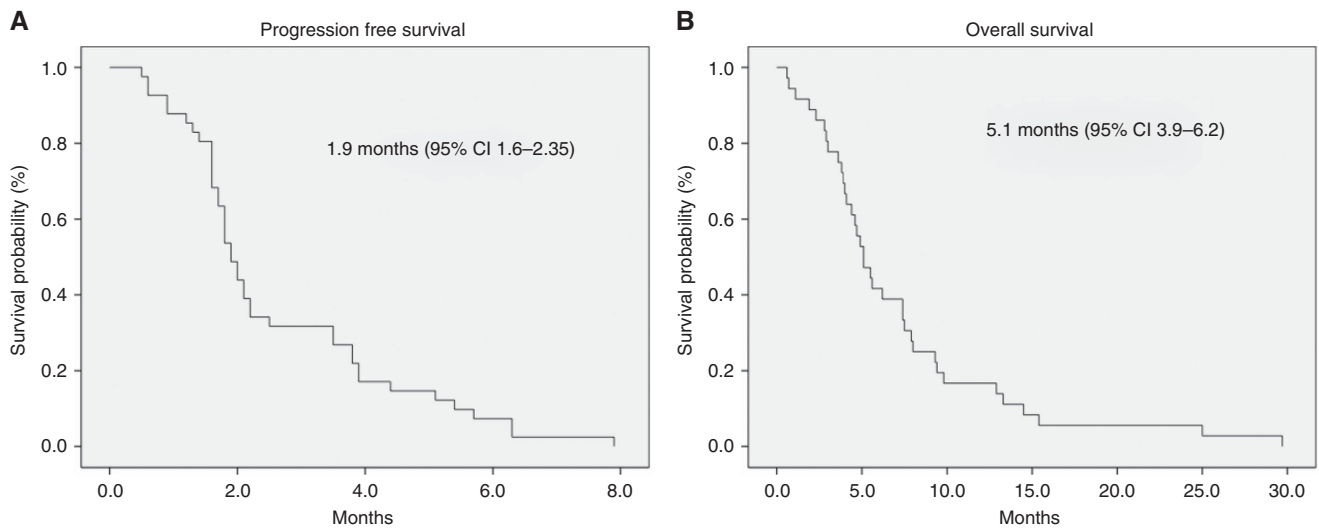 A
Progression free survival
1.0
0.8
0.6
0.4
0.2
0.0
Survival probability (%)
1.9 months (95% CI 1.6–2.35)
0.0 2.0 4.0 6.0 8.0
Months
B
Overall survival
1.0
0.8
0.6
0.4
0.2
0.0
Survival probability (%)
5.1 months (95% CI 3.9–6.2)
0.0 5.0 10.0 15.0 20.0 25.0 30.0
Months